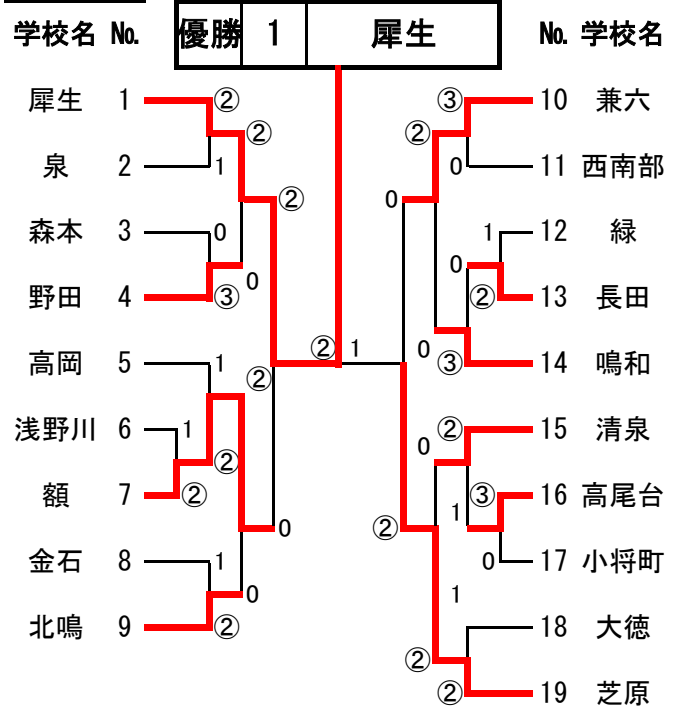 学校名 No. 優勝 1 犀生 No. 学校名
犀生 1 ② ③ 10 兼六
② ②
泉 2 1 0 11 西南部
② 0
森本 3 0 1 12 緑
0 0
野田 4 ③ ② 13 長田
② 1 0
高岡 5 1 ③ 14 鳴和
②
浅野川 6 1 ② 15 清泉
② 0
額 7 ② ③ 16 高尾台
1
0 ②
金石 8 1 0 17 小将町
0 1
北鳴 9 ② 18 大徳
②
② 19 芝原